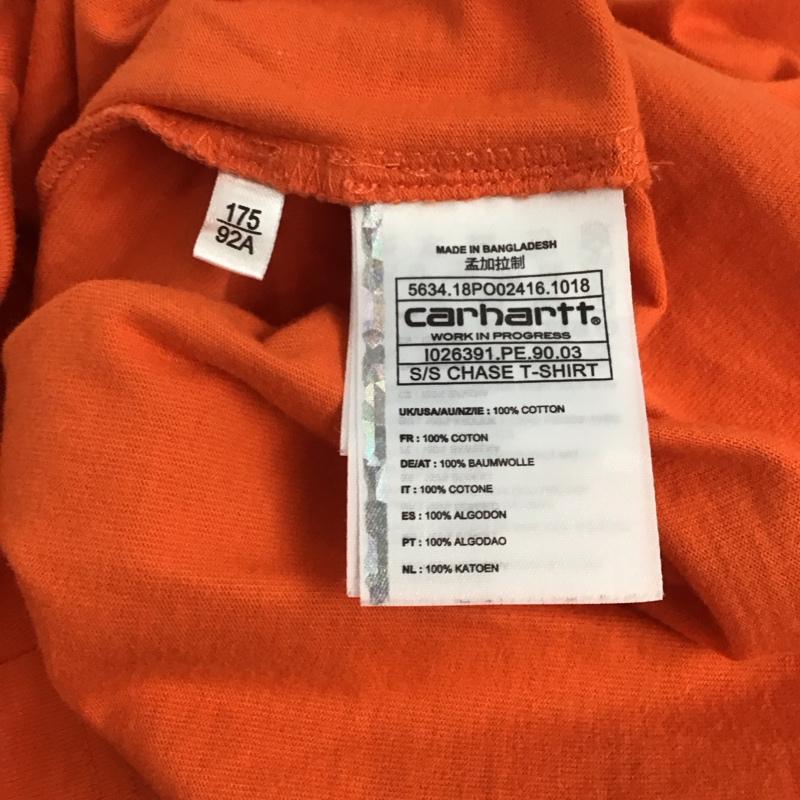 175
92A
MADE IN BANGLADESH
孟加拉制
5634.18PO02416.1018
carhartt®
WORK IN PROGRESS
I026391.PE.90.03
S/S CHASE T-SHIRT
UK/USA/AU/NZ/IE : 100% COTTON
FR : 100% COTON
DE/AT : 100% BAUMWOLLE
IT : 100% COTONE
ES : 100% ALGODON
PT : 100% ALGODAO
NL : 100% KATOEN